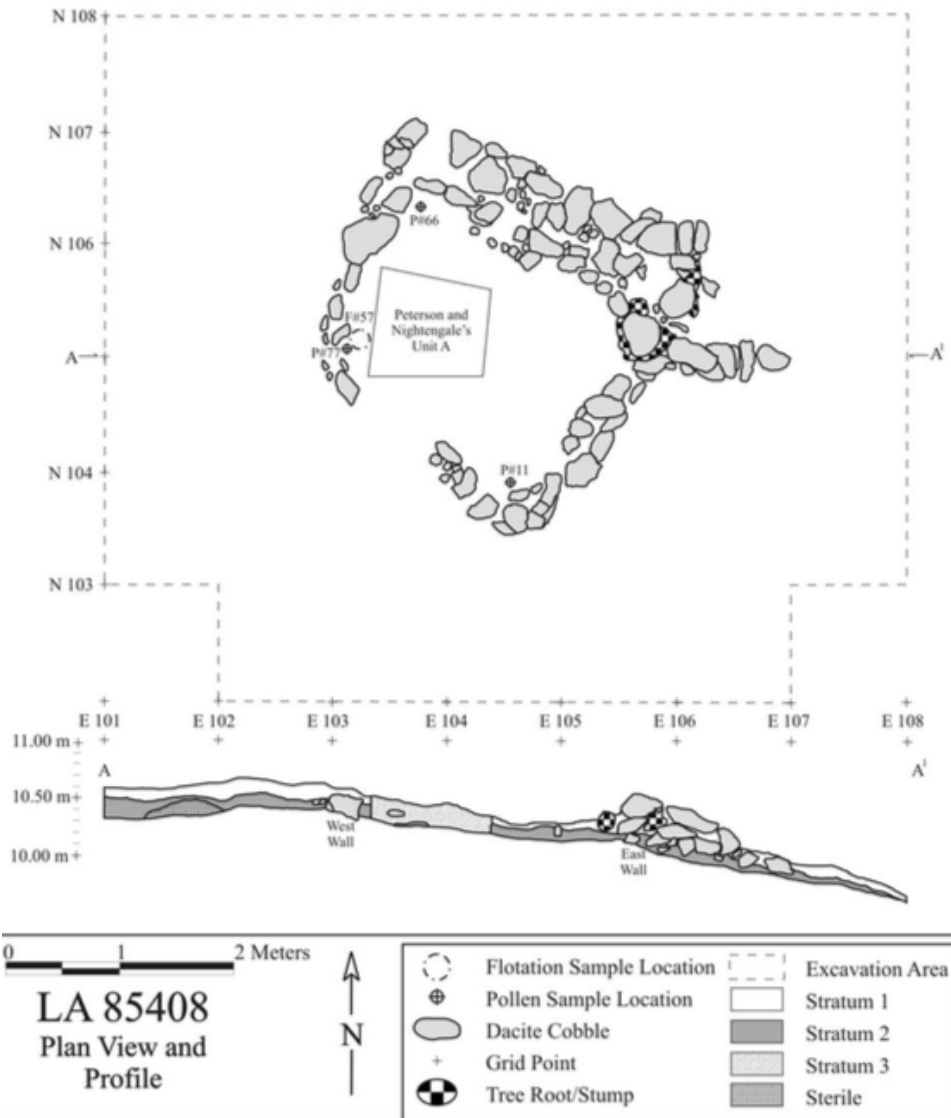 N 108
N 107
P#66
N 106
F#57
Peterson and
Nightengale's
Unit A
P#77
A
A¹
N 104
P#11
N 103
E 101 E 102 E 103 E 104 E 105 E 106 E 107 E 108
11.00 m
A
A¹
10.50 m
10.00 m
West
Wall
East
Wall
0 1 2 Meters
LA 85408
Plan View and
Profile
N
Flotation Sample Location
Pollen Sample Location
Dacite Cobble
Grid Point
Tree Root/Stump
Excavation Area
Stratum 1
Stratum 2
Stratum 3
Sterile